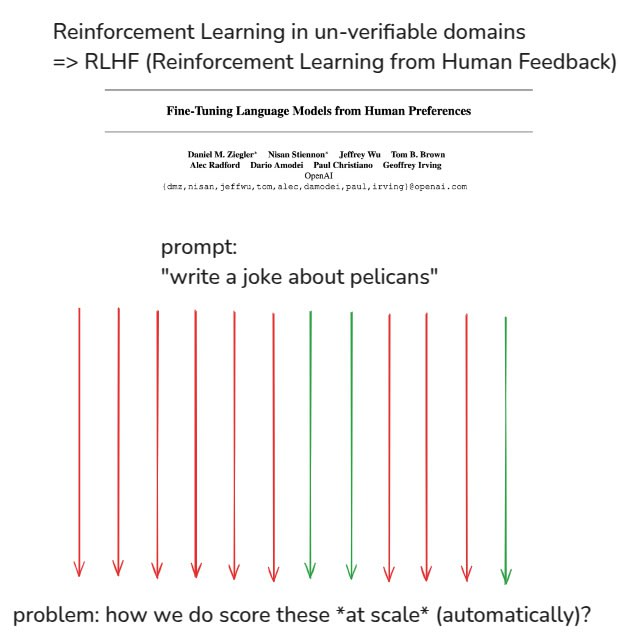 Reinforcement Learning in un-verifiable domains
=> RLHF (Reinforcement Learning from Human Feedback)
Fine-Tuning Language Models from Human Preferences
Daniel M. Ziegler* Nisan Stiennon* Jeffrey Wu Tom B. Brown
Alec Radford Dario Amodei Paul Christiano Geoffrey Irving
OpenAI
{dmz,nisan,jeffwu,tom,alec,damodei,paul,irving}@openai.com
prompt:
"write a joke about pelicans"
problem: how we do score these *at scale* (automatically)?